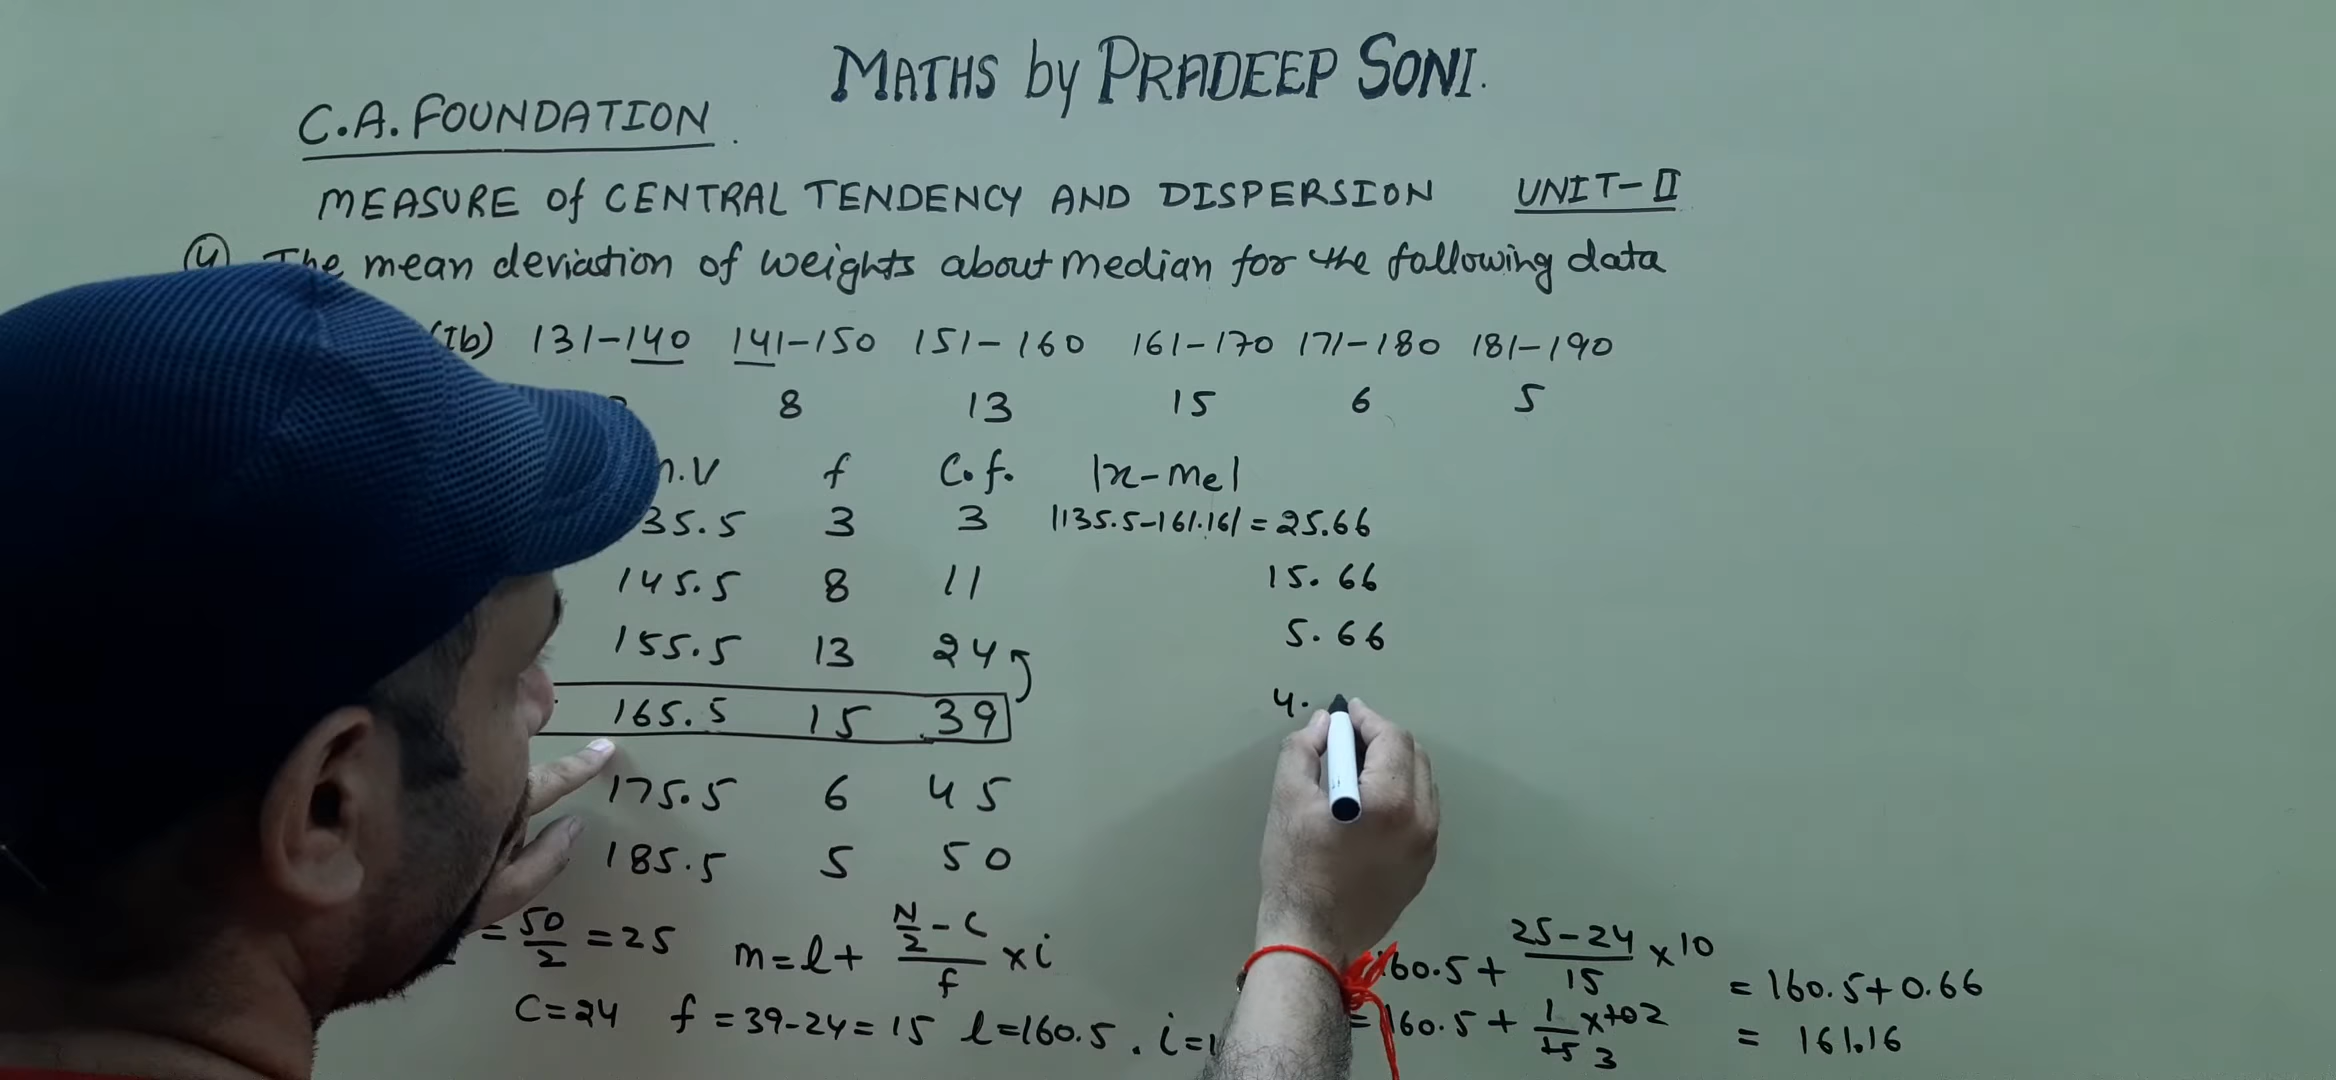 MATHS by PRADEEP SONI.
C.A. FOUNDATION.
MEASURE of CENTRAL TENDENCY AND DISPERSION UNIT-II
(4) The mean deviation of weights about median for the following data
(lb) 131-140 141-150 151-160 161-170 171-180 181-190
8 13 15 6 5
.V f C.f. |x-Me|
35.5 3 3 |135.5-161.16| = 25.66
145.5 8 11 15.66
155.5 13 24 5.66
165.5 15 39 4.
175.5 6 45
185.5 5 50
= 50/2 = 25 m = l + (N/2 - C)/f × i 160.5 + (25-24)/15 × 10 = 160.5 + 0.66
C = 24 f = 39-24 = 15 l = 160.5 . i = 1 = 160.5 + 1/15 3 × 10 2 = 161.16